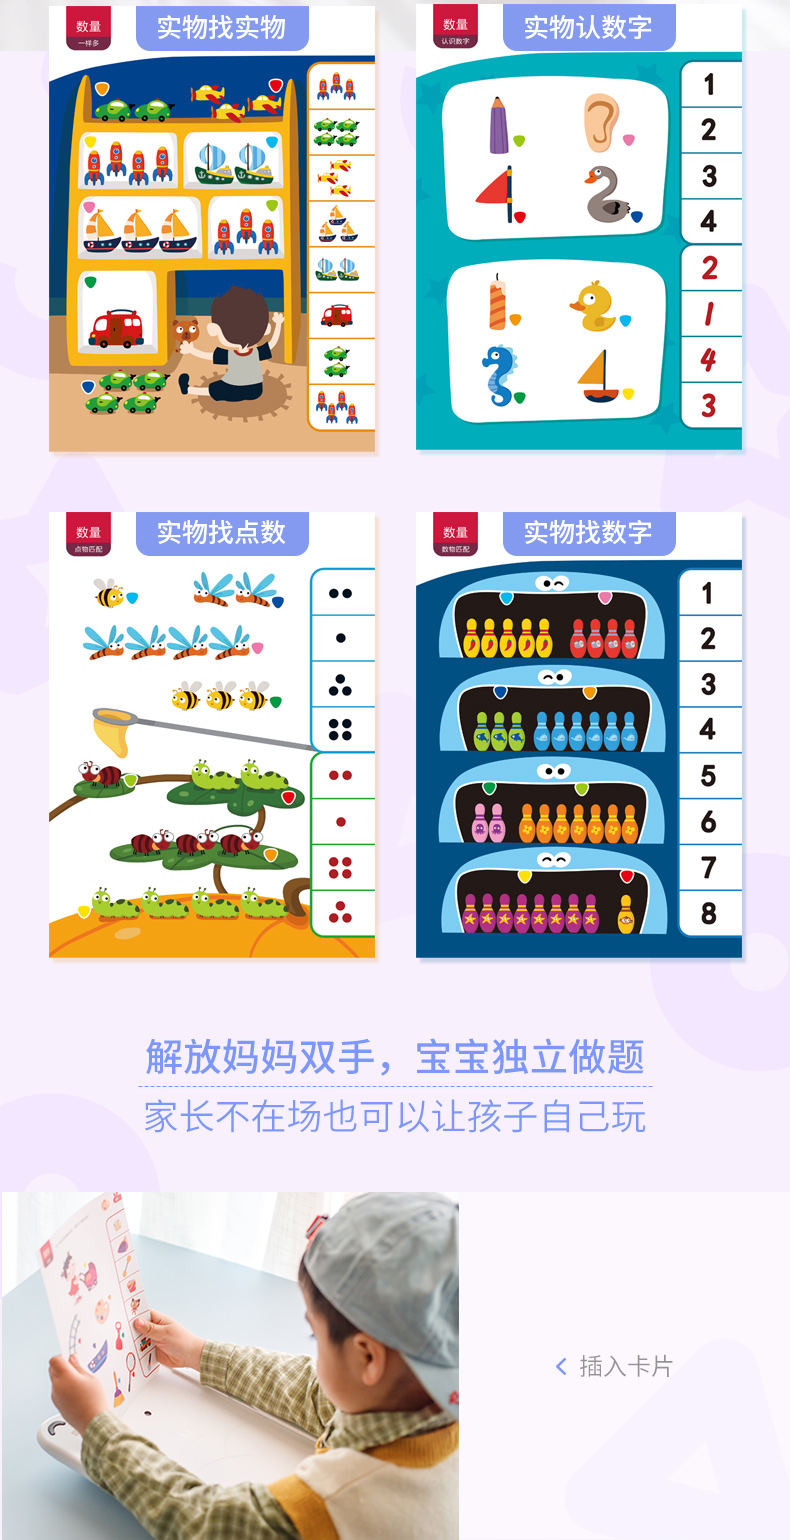 数量
一样多
实物找实物
数量
认识数字
实物认数字
1
2
3
4
2
1
4
3
数量
点物匹配
实物找点数
数量
数物匹配
实物找数字
1
2
3
4
5
6
7
8
解放妈妈双手，宝宝独立做题
家长不在场也可以让孩子自己玩
插入卡片